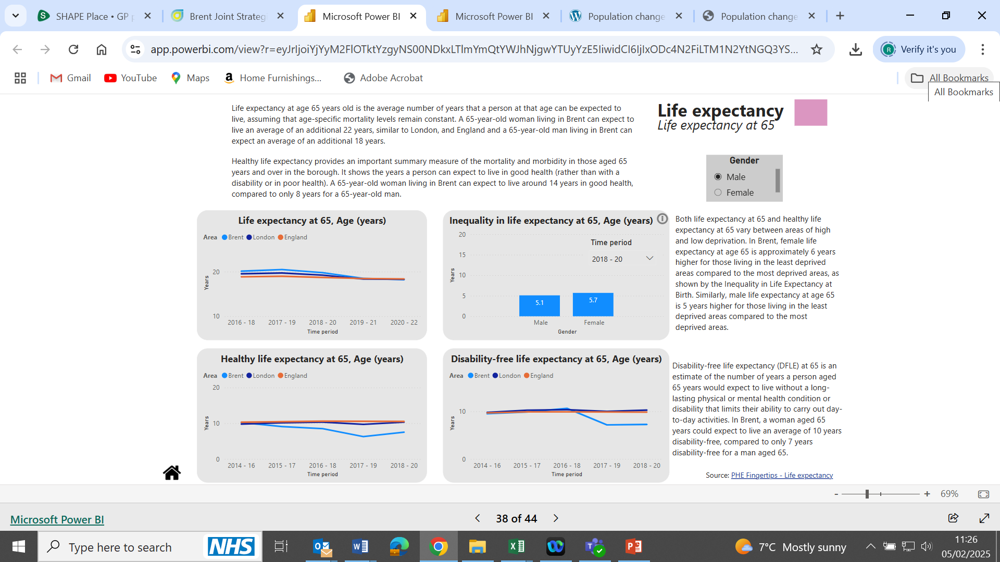 SHAPE Place • GP p
Brent Joint Strateg
Microsoft Power BI
Microsoft Power BI
Population change
Population change
app.powerbi.com/view?r=eyJrIjoiYjYyM2FlOTktYzgyNS00NDkxLTlmYmQtYWJhNjgwYTUyYzE5IiwidCI6IjIxODc4N2FiLTM1N2YtNGQ3YS...
R
Verify it's you
Gmail
YouTube
Maps
Home Furnishings...
Adobe Acrobat
All Bookmarks
All Bookmarks
Life expectancy at age 65 years old is the average number of years that a person at that age can be expected to
live, assuming that age-specific mortality levels remain constant. A 65-year-old woman living in Brent can expect to
live an average of an additional 22 years, similar to London, and England and a 65-year-old man living in Brent can
expect an average of an additional 18 years.
Healthy life expectancy provides an important summary measure of the mortality and morbidity in those aged 65
years and over in the borough. It shows the years a person can expect to live in good health (rather than with a
disability or in poor health). A 65-year-old woman living in Brent can expect to live around 14 years in good health,
compared to only 8 years for a 65-year-old man.
Life expectancy
Life expectancy at 65
Gender
Male
Female
Life expectancy at 65, Age (years)
Area Brent London England
20
10
Years
2016 - 18 2017 - 19 2018 - 20 2019 - 21 2020 - 22
Time period
Inequality in life expectancy at 65, Age (years)
Time period
2018 - 20
20
15
10
5
0
Years
5.1
5.7
Male Female
Gender
Both life expectancy at 65 and healthy life
expectancy at 65 vary between areas of high
and low deprivation. In Brent, female life
expectancy at age 65 is approximately 6 years
higher for those living in the least deprived
areas compared to the most deprived areas, as
shown by the Inequality in Life Expectancy at
Birth. Similarly, male life expectancy at age 65
is 5 years higher for those living in the least
deprived areas compared to the most
deprived areas.
Healthy life expectancy at 65, Age (years)
Area Brent London England
20
10
0
Years
2014 - 16 2015 - 17 2016 - 18 2017 - 19 2018 - 20
Time period
Disability-free life expectancy at 65, Age (years)
Area Brent London England
10
0
Years
2014 - 16 2015 - 17 2016 - 18 2017 - 19 2018 - 20
Time period
Disability-free life expectancy (DFLE) at 65 is an
estimate of the number of years a person aged
65 years would expect to live without a long-
lasting physical or mental health condition or
disability that limits their ability to carry out day-
to-day activities. In Brent, a woman aged 65
years could expect to live an average of 10 years
disability-free, compared to only 7 years
disability-free for a man aged 65.
Source: PHE Fingertips - Life expectancy
- + 69%
Microsoft Power BI
38 of 44
Type here to search
NHS
7°C Mostly sunny
11:26
05/02/2025